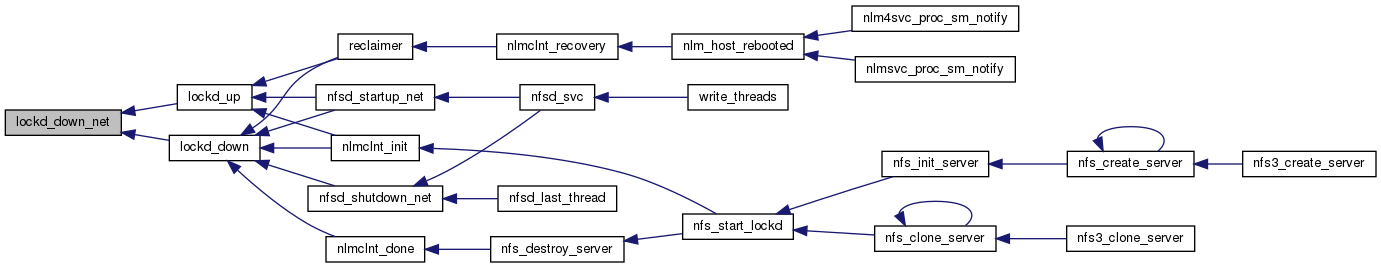 nlm4svc_proc_sm_notify
reclaimer
nlmclnt_recovery
nlm_host_rebooted
nlmsvc_proc_sm_notify
lockd_up
nfsd_startup_net
nfsd_svc
write_threads
lockd_down_net
lockd_down
nlmclnt_init
nfs_init_server
nfs_create_server
nfs3_create_server
nfsd_shutdown_net
nfsd_last_thread
nfs_start_lockd
nfs_clone_server
nfs3_clone_server
nlmclnt_done
nfs_destroy_server